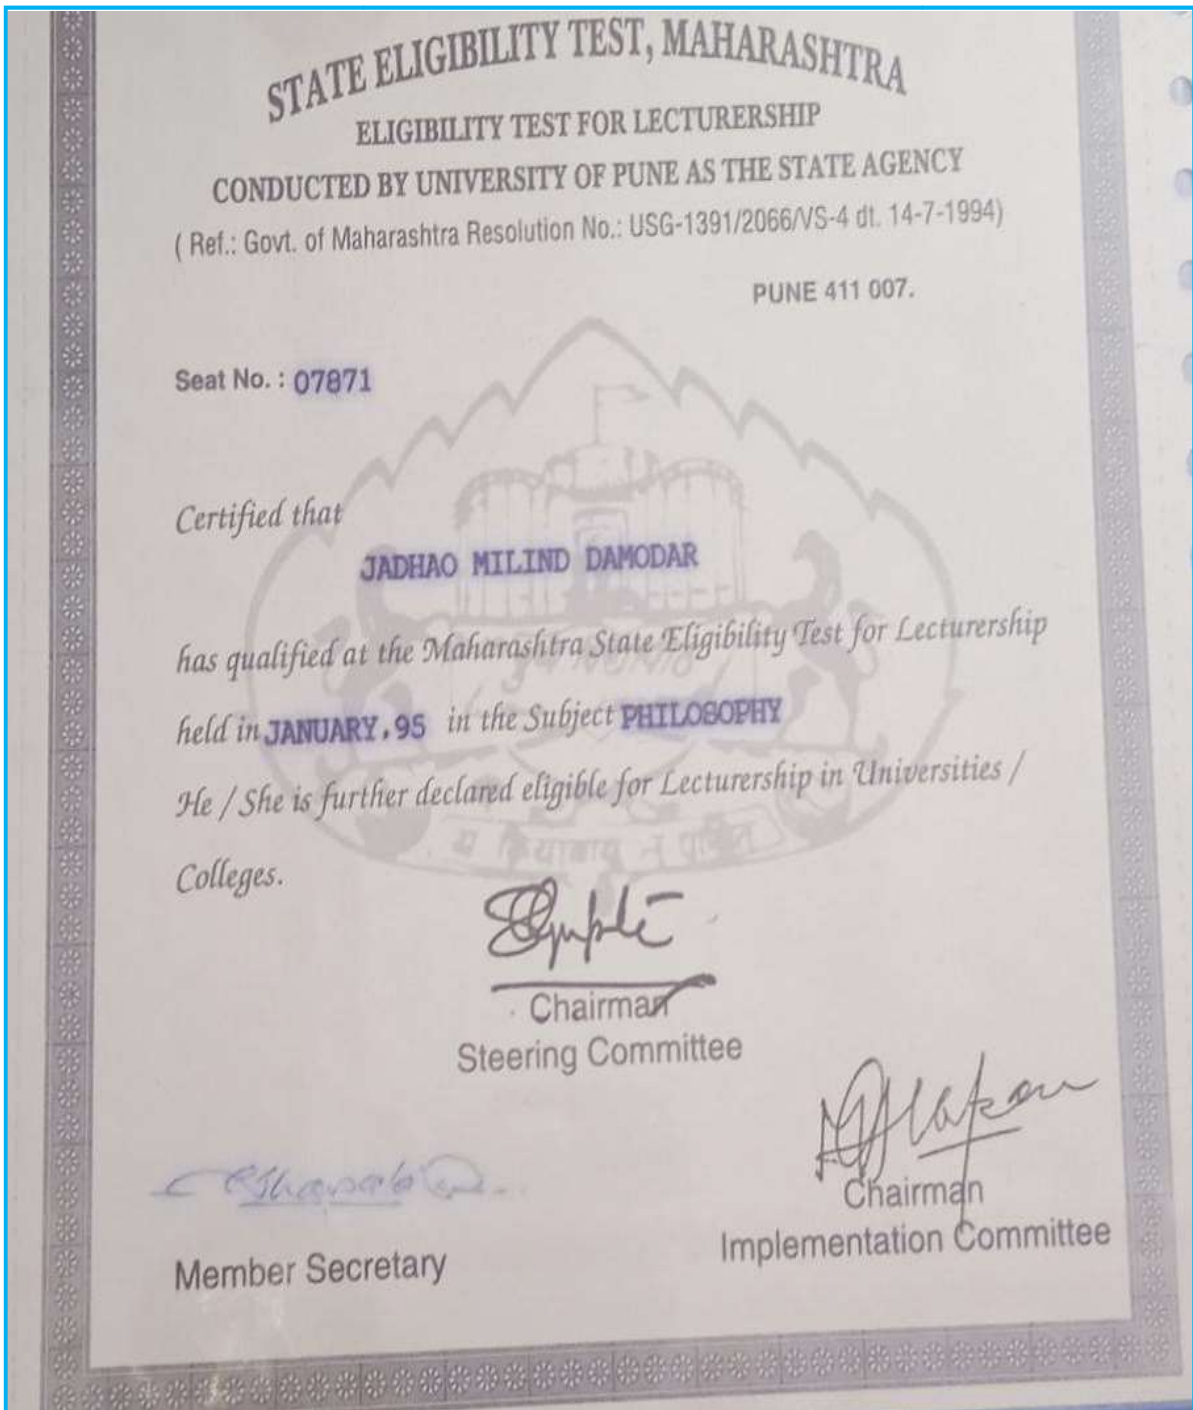 STATE ELIGIBILITY TEST, MAHARASHTRA
ELIGIBILITY TEST FOR LECTURERSHIP
CONDUCTED BY UNIVERSITY OF PUNE AS THE STATE AGENCY
( Ref.: Govt. of Maharashtra Resolution No.: USG-1391/2066/VS-4 dt. 14-7-1994)
PUNE 411 007.
Seat No. : 07871
Certified that
JADHAO MILIND DAMODAR
has qualified at the Maharashtra State Eligibility Test for Lecturership
held in JANUARY,95 in the Subject PHILOSOPHY
He / She is further declared eligible for Lecturership in Universities /
Colleges.
Chairman
Steering Committee
Chairman
Implementation Committee
Member Secretary